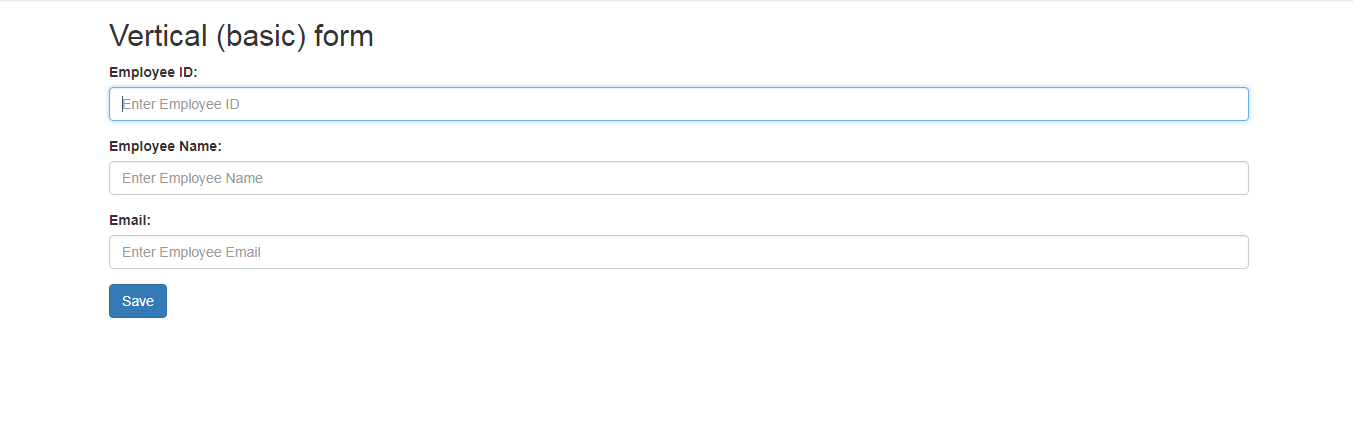 Vertical (basic) form
Employee ID:
Enter Employee ID
Employee Name:
Enter Employee Name
Email:
Enter Employee Email
Save